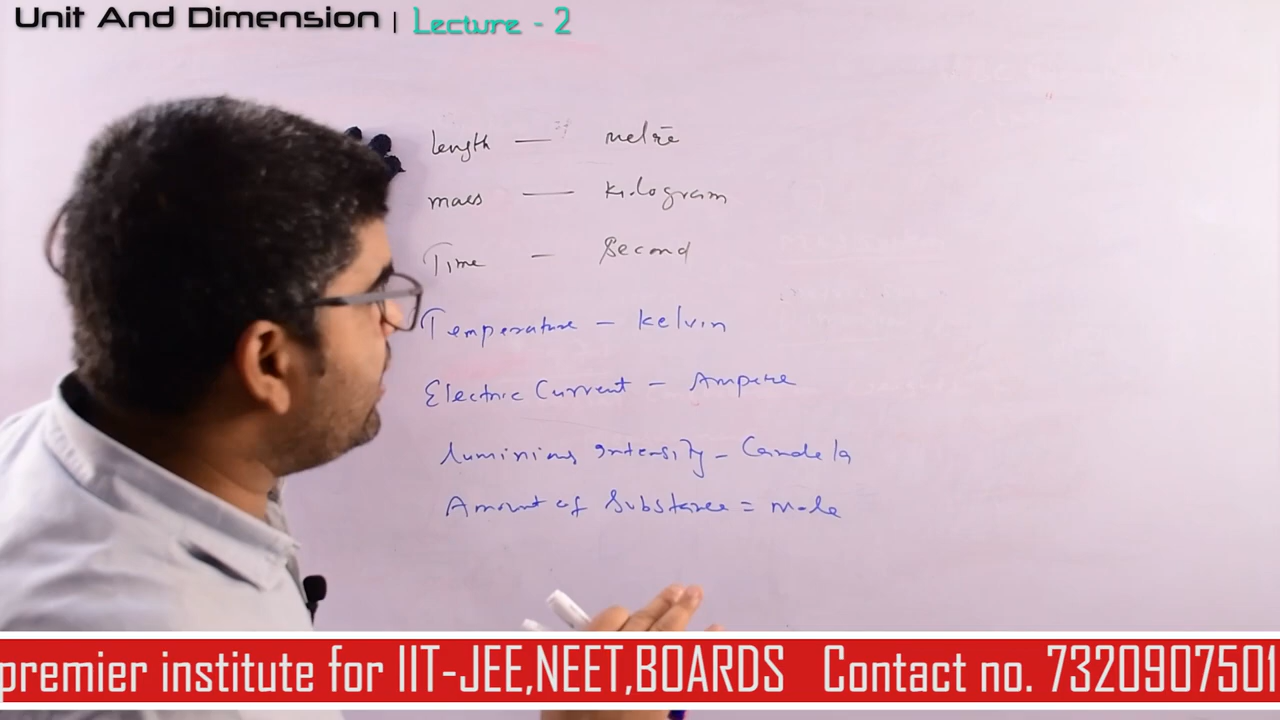 Unit And Dimension | Lecture - 2
length — metre
mass — Kilogram
Time — Second
Temperature — Kelvin
Electric Current — Ampere
luminious intensity — Candela
Amount of Substance = mole
premier institute for IIT-JEE,NEET,BOARDS Contact no. 7320907501